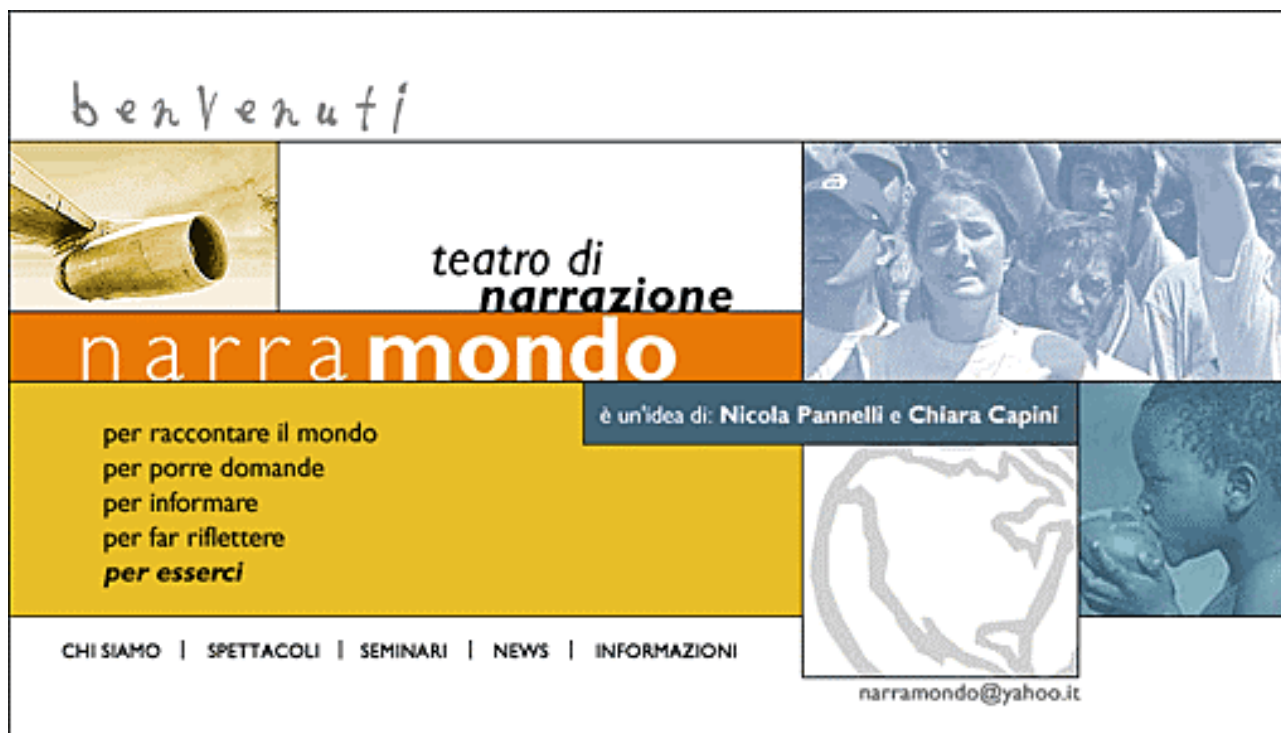 benvenuti
teatro di
narrazione
narramondo
è un'idea di: Nicola Pannelli e Chiara Capini
per raccontare il mondo
per porre domande
per informare
per far riflettere
per esserci
CHI SIAMO | SPETTACOLI | SEMINARI | NEWS | INFORMAZIONI
narramondo@yahoo.it